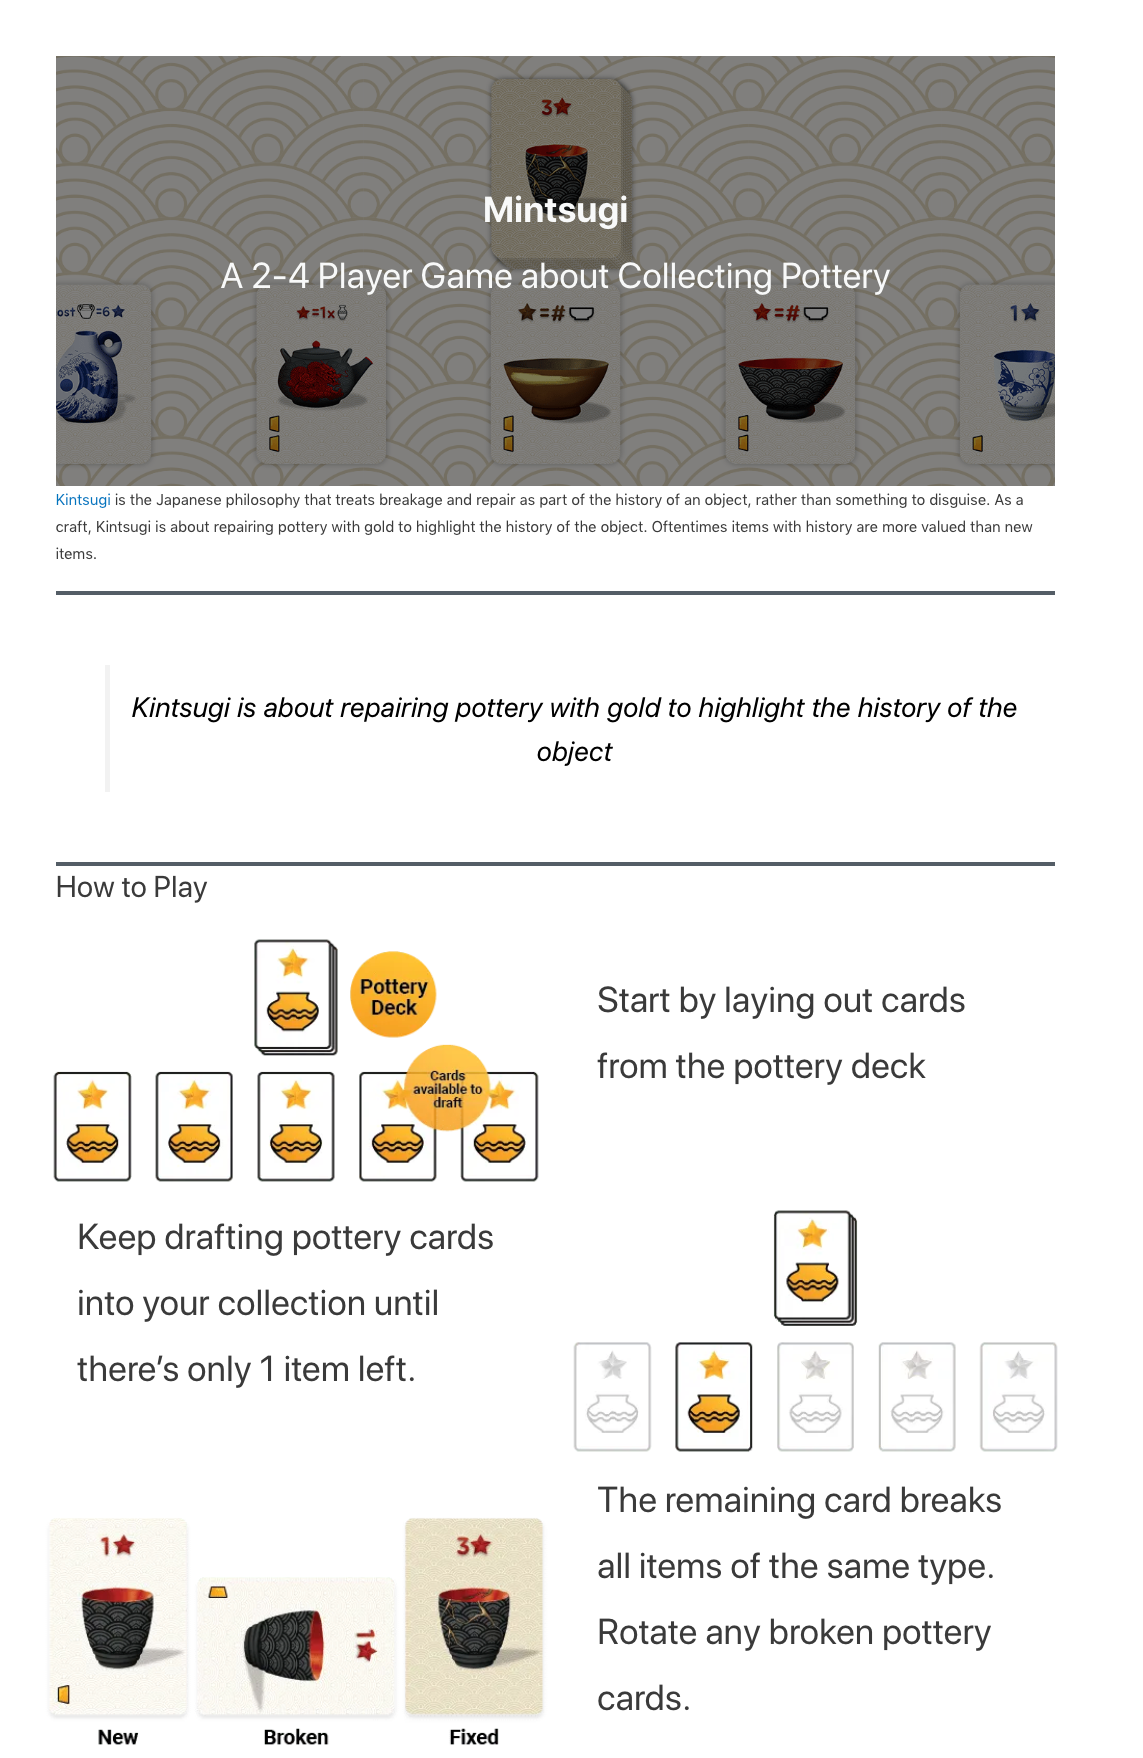 3★
Mintsugi
A 2-4 Player Game about Collecting Pottery
ost =6★
★=1x
★=#
★=#
1★
Kintsugi is the Japanese philosophy that treats breakage and repair as part of the history of an object, rather than something to disguise. As a
craft, Kintsugi is about repairing pottery with gold to highlight the history of the object. Oftentimes items with history are more valued than new
items.
Kintsugi is about repairing pottery with gold to highlight the history of the
object
How to Play
Pottery
Deck
Cards
available to
draft
Start by laying out cards
from the pottery deck
Keep drafting pottery cards
into your collection until
there’s only 1 item left.
1★
1★
3★
New
Broken
Fixed
The remaining card breaks
all items of the same type.
Rotate any broken pottery
cards.